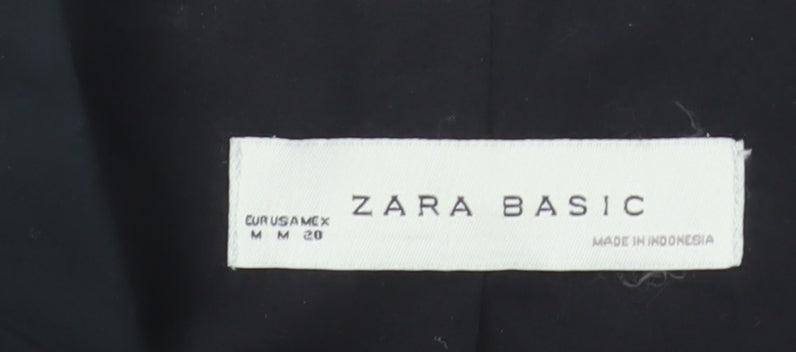 ZARA BASIC
EUR USA MEX
M M 28
MADE IN INDONESIA